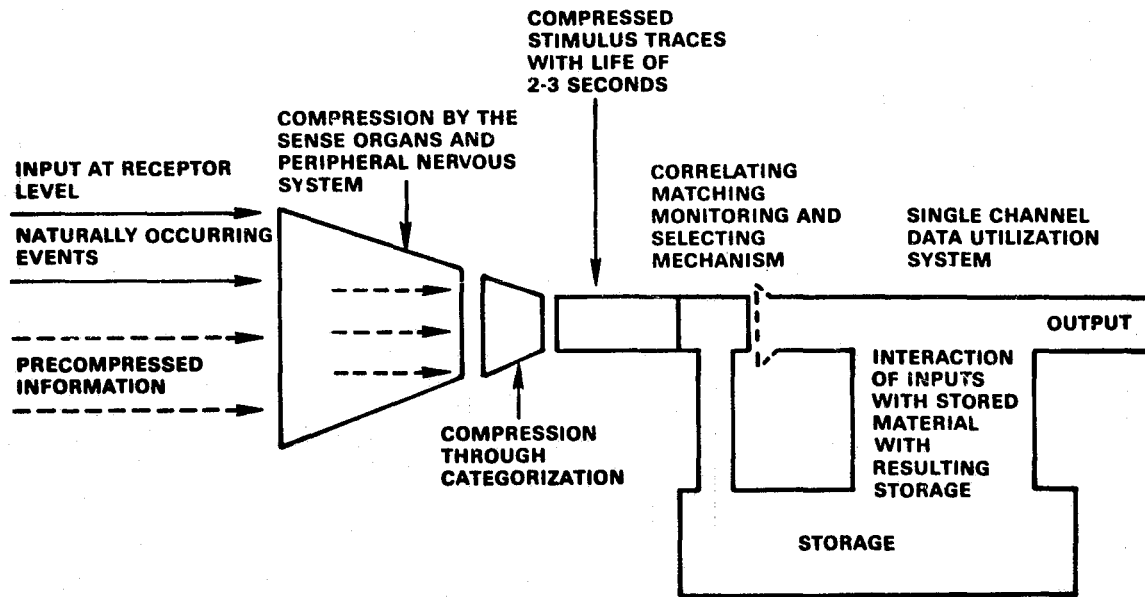 COMPRESSED
STIMULUS TRACES
WITH LIFE OF
2-3 SECONDS
COMPRESSION BY THE
SENSE ORGANS AND
PERIPHERAL NERVOUS
SYSTEM
INPUT AT RECEPTOR
LEVEL
NATURALLY OCCURRING
EVENTS
PRECOMPRESSED
INFORMATION
CORRELATING
MATCHING
MONITORING AND
SELECTING
MECHANISM
SINGLE CHANNEL
DATA UTILIZATION
SYSTEM
OUTPUT
INTERACTION
OF INPUTS
WITH STORED
MATERIAL
WITH
RESULTING
STORAGE
COMPRESSION
THROUGH
CATEGORIZATION
STORAGE